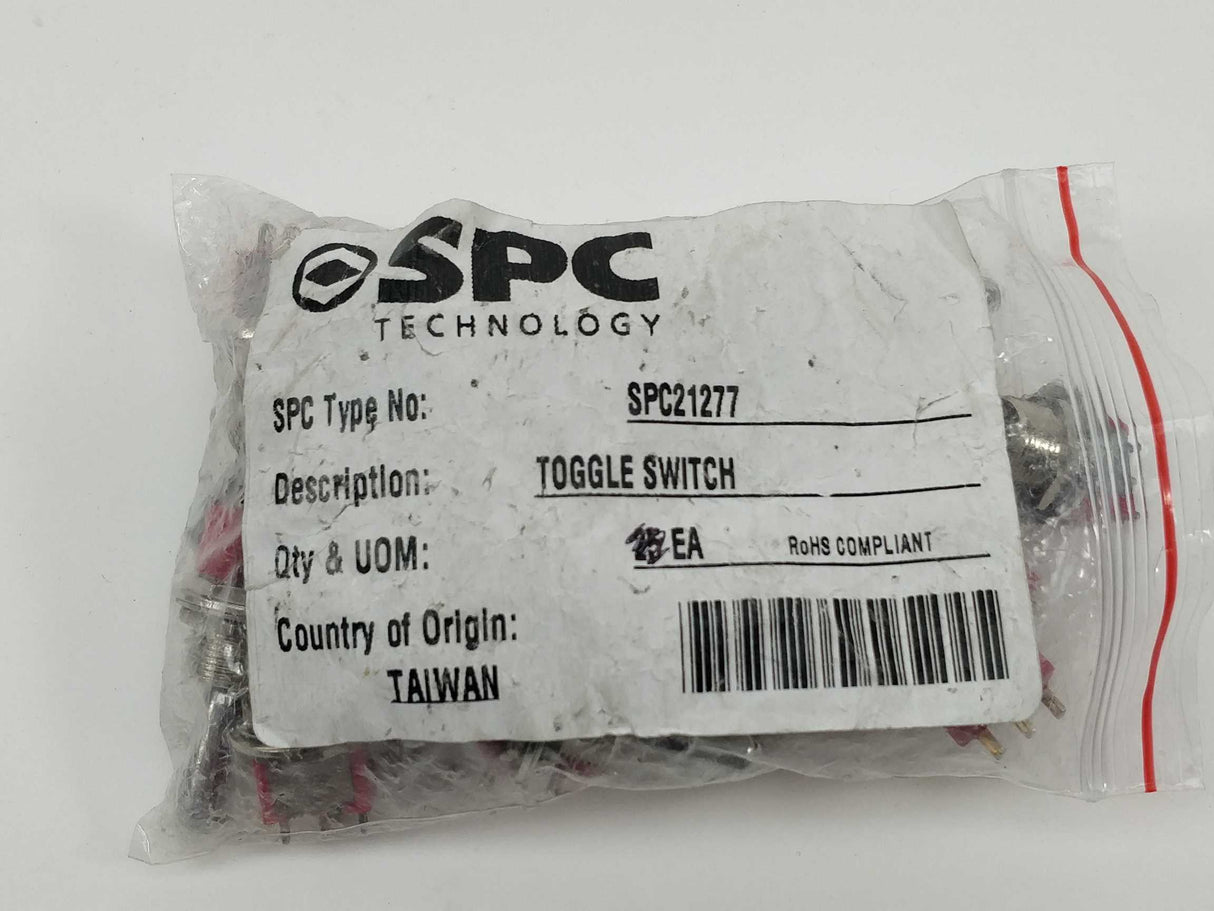 SPC
TECHNOLOGY
SPC Type No: SPC21277
Description: TOGGLE SWITCH
Qty & UOM: EA RoHS COMPLIANT
Country of Origin:
TAIWAN